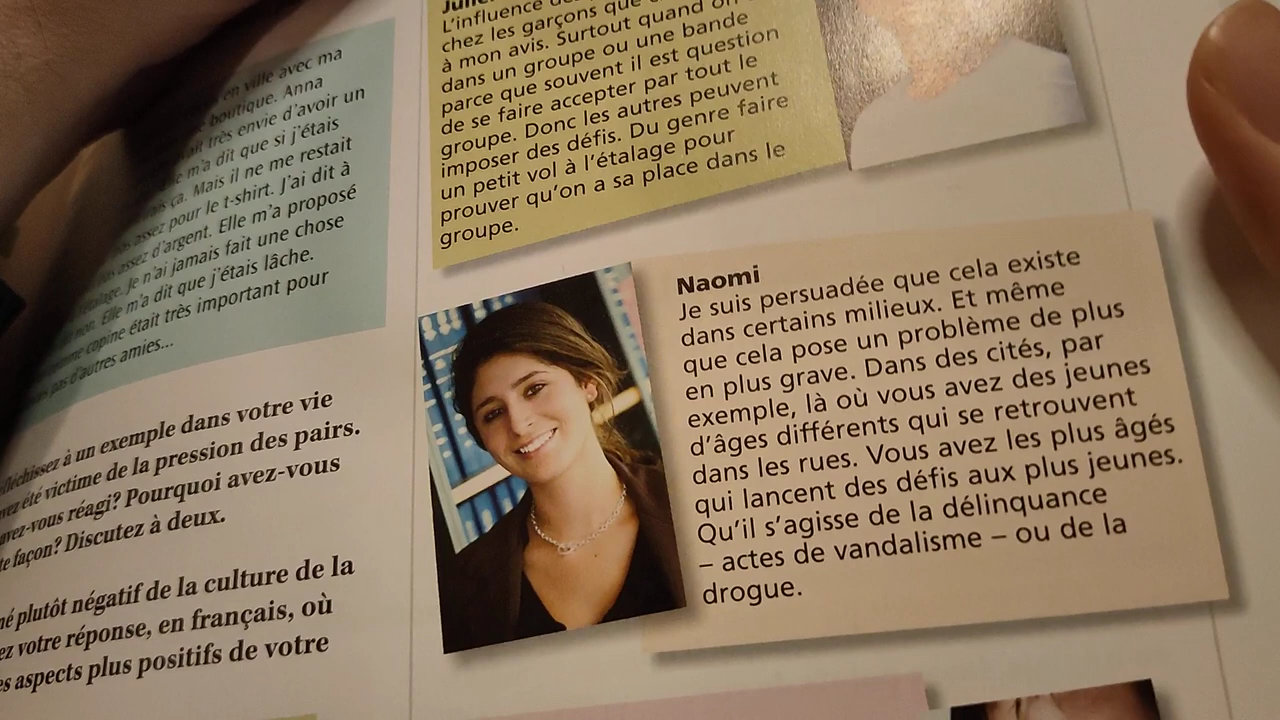 en ville avec ma
boutique. Anna
très envie d'avoir un
m'a dit que si j'étais
ça. Mais il ne me restait
assez pour le t-shirt. J'ai dit à
assez d'argent. Elle m'a proposé
Je n'ai jamais fait une chose
Elle m'a dit que j'étais lâche.
copine était très important pour
pas d'autres amies...
à un exemple dans votre vie
été victime de la pression des pairs.
réagi? Pourquoi avez-vous
façon? Discutez à deux.
plutôt négatif de la culture de la
votre réponse, en français, où
aspects plus positifs de votre
L'influence
chez les garçons que
à mon avis. Surtout quand on
dans un groupe ou une bande
parce que souvent il est question
de se faire accepter par tout le
groupe. Donc les autres peuvent
imposer des défis. Du genre faire
un petit vol à l'étalage pour
prouver qu'on a sa place dans le
groupe.
Naomi
Je suis persuadée que cela existe
dans certains milieux. Et même
que cela pose un problème de plus
en plus grave. Dans des cités, par
exemple, là où vous avez des jeunes
d'âges différents qui se retrouvent
dans les rues. Vous avez les plus âgés
qui lancent des défis aux plus jeunes.
Qu'il s'agisse de la délinquance
– actes de vandalisme – ou de la
drogue.